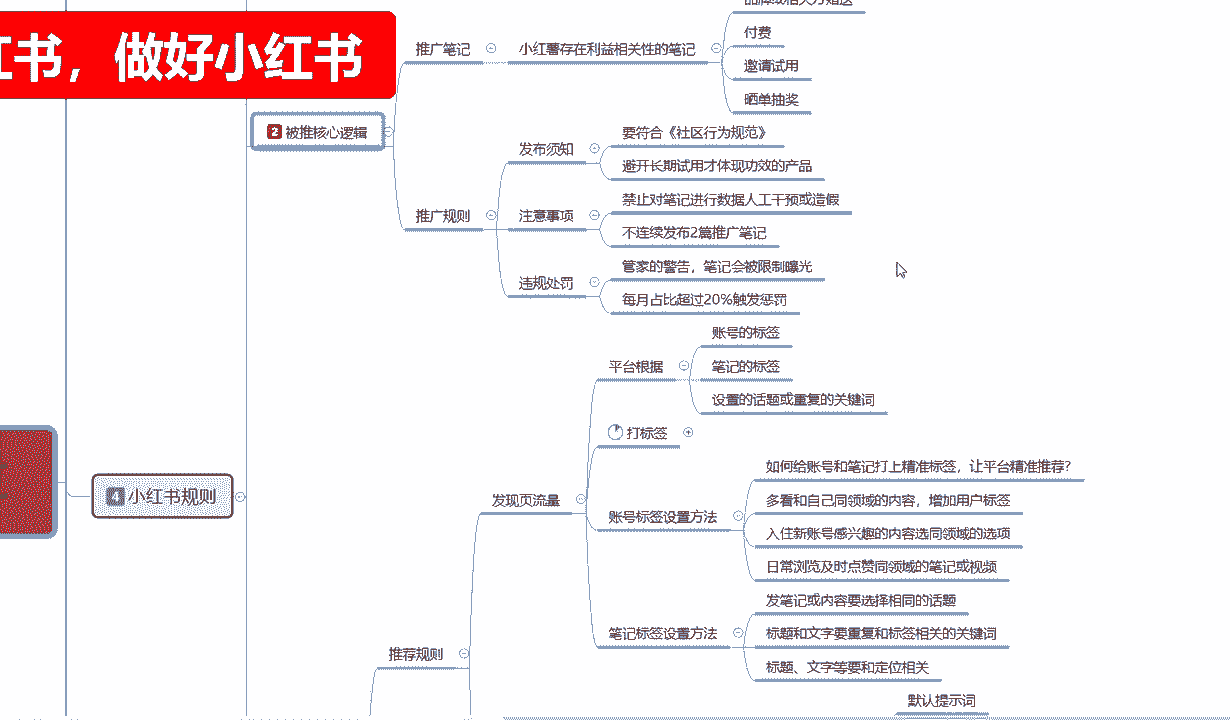 品牌或相关方赠送
红书，做好小红书
推广笔记
小红薯存在利益相关性的笔记
付费
邀请试用
晒单抽奖
2 被推核心逻辑
推广规则
发布须知
要符合《社区行为规范》
避开长期试用才体现功效的产品
注意事项
禁止对笔记进行数据人工干预或造假
不连续发布2篇推广笔记
违规处罚
管家的警告，笔记会被限制曝光
每月占比超过20%触发惩罚
4 小红书规则
推荐规则
发现页流量
平台根据
账号的标签
笔记的标签
设置的话题或重复的关键词
打标签
账号标签设置方法
如何给账号和笔记打上精准标签，让平台精准推荐？
多看和自己同领域的内容，增加用户标签
入住新账号感兴趣的内容选同领域的选项
日常浏览及时点赞同领域的笔记或视频
笔记标签设置方法
发笔记或内容要选择相同的话题
标题和文字要重复和标签相关的关键词
标题、文字等要和定位相关
默认提示词